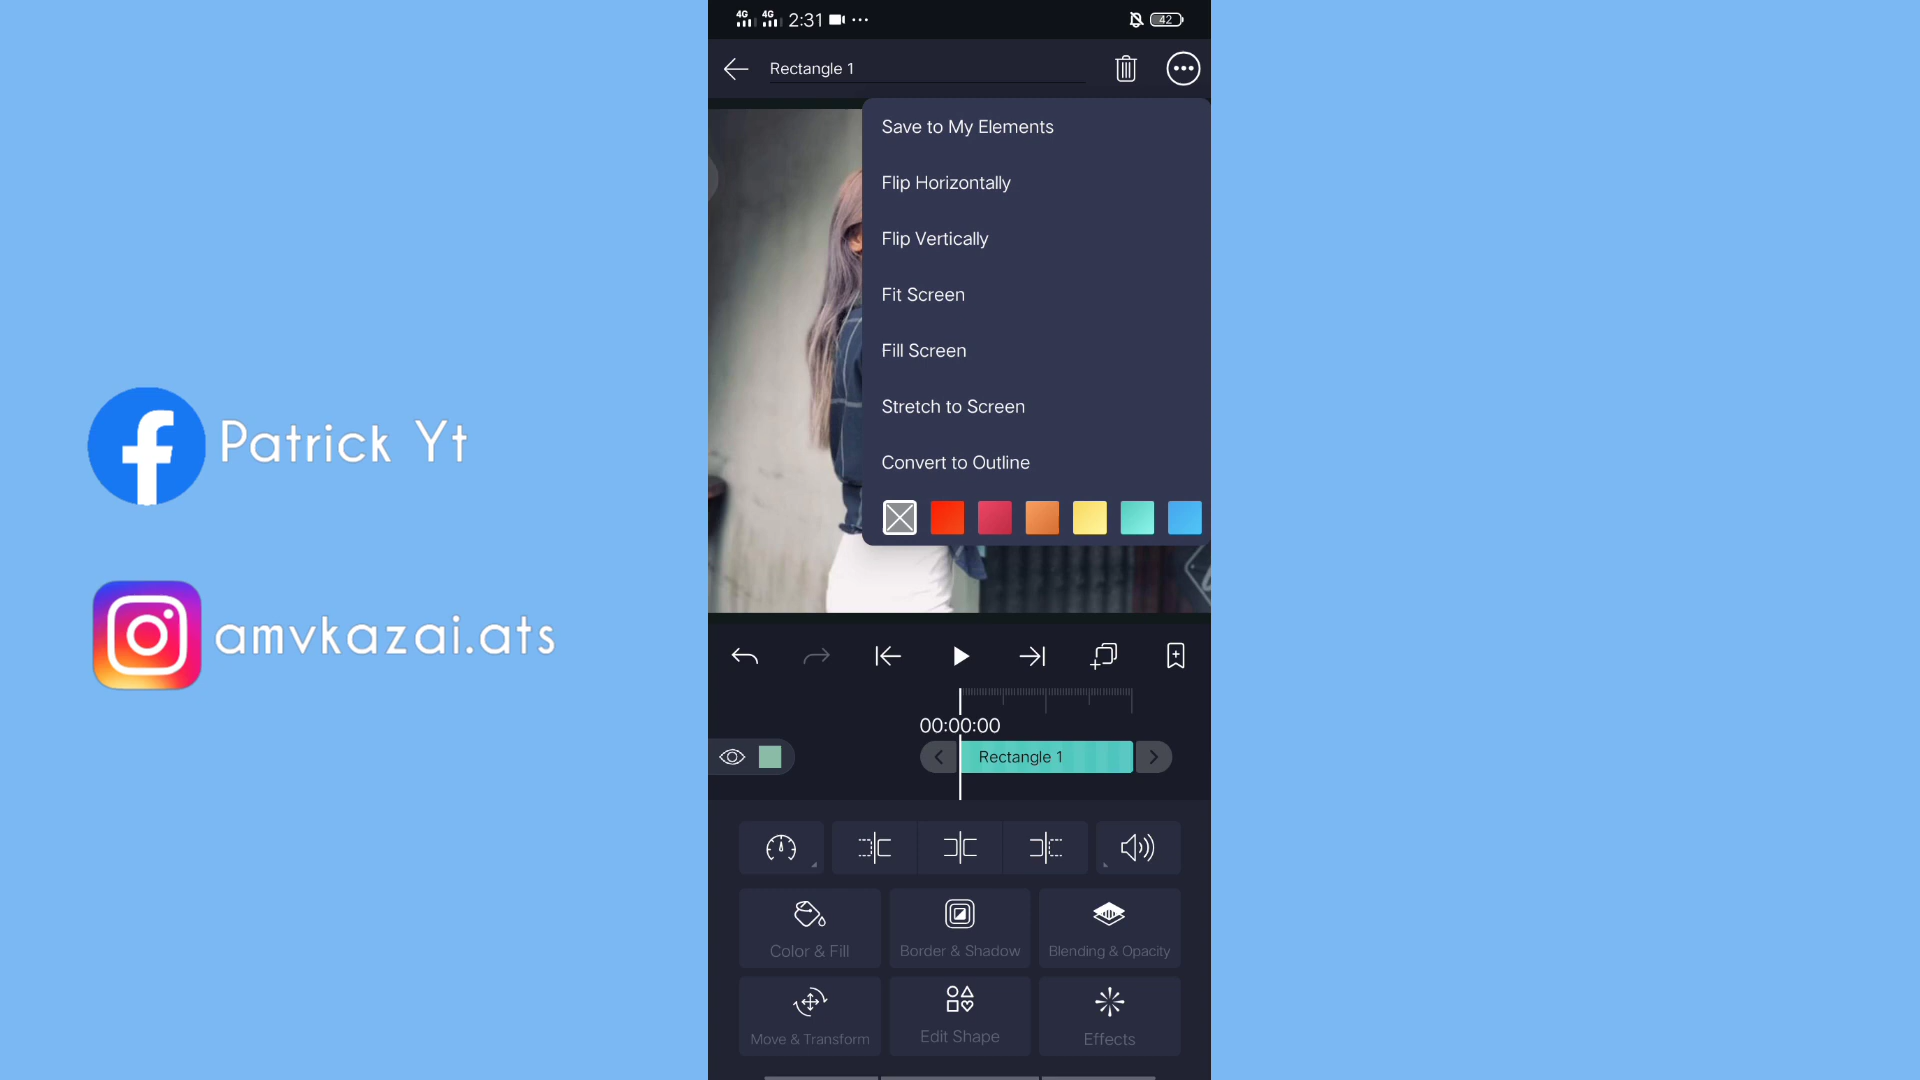 4G 4G 2:31 42
Rectangle 1
Save to My Elements
Flip Horizontally
Flip Vertically
Fit Screen
Fill Screen
Stretch to Screen
Convert to Outline
Patrick Yt
amvkazai.ats
00:00:00
Rectangle 1
Color & Fill
Border & Shadow
Blending & Opacity
Move & Transform
Edit Shape
Effects